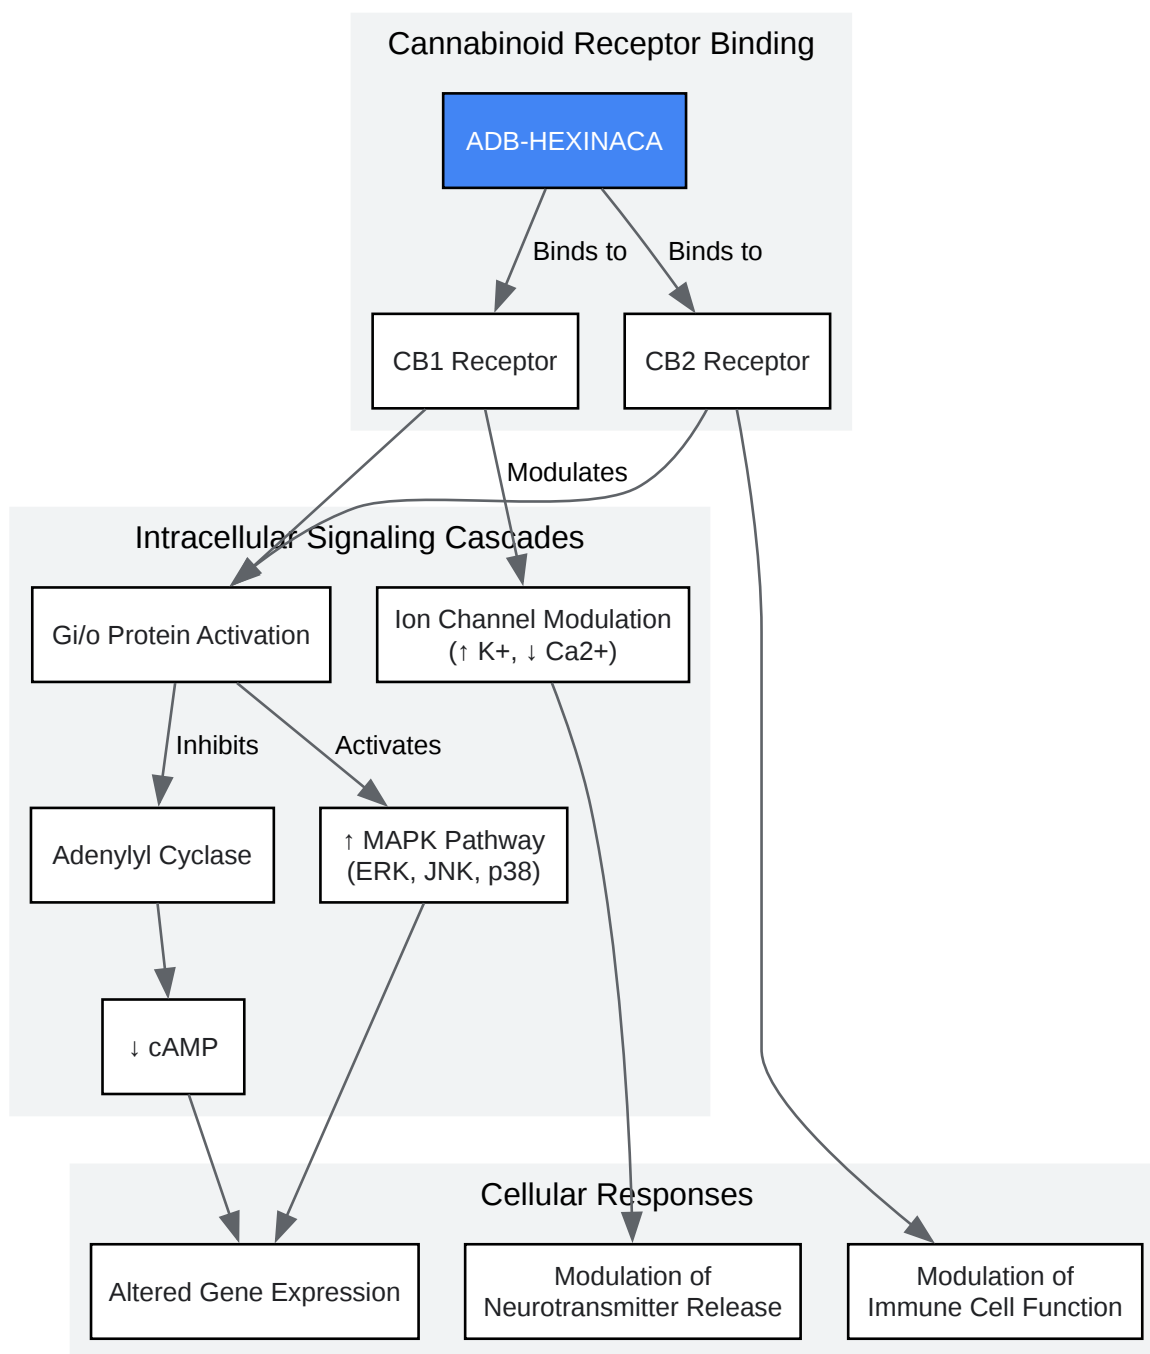 Cannabinoid Receptor Binding
ADB-HEXINACA
Binds to
Binds to
CB1 Receptor
CB2 Receptor
Modulates
Intracellular Signaling Cascades
Gi/o Protein Activation
Ion Channel Modulation
(↑ K+, ↓ Ca2+)
Inhibits
Activates
Adenylyl Cyclase
↑ MAPK Pathway
(ERK, JNK, p38)
↓ cAMP
Cellular Responses
Altered Gene Expression
Modulation of
Neurotransmitter Release
Modulation of
Immune Cell Function